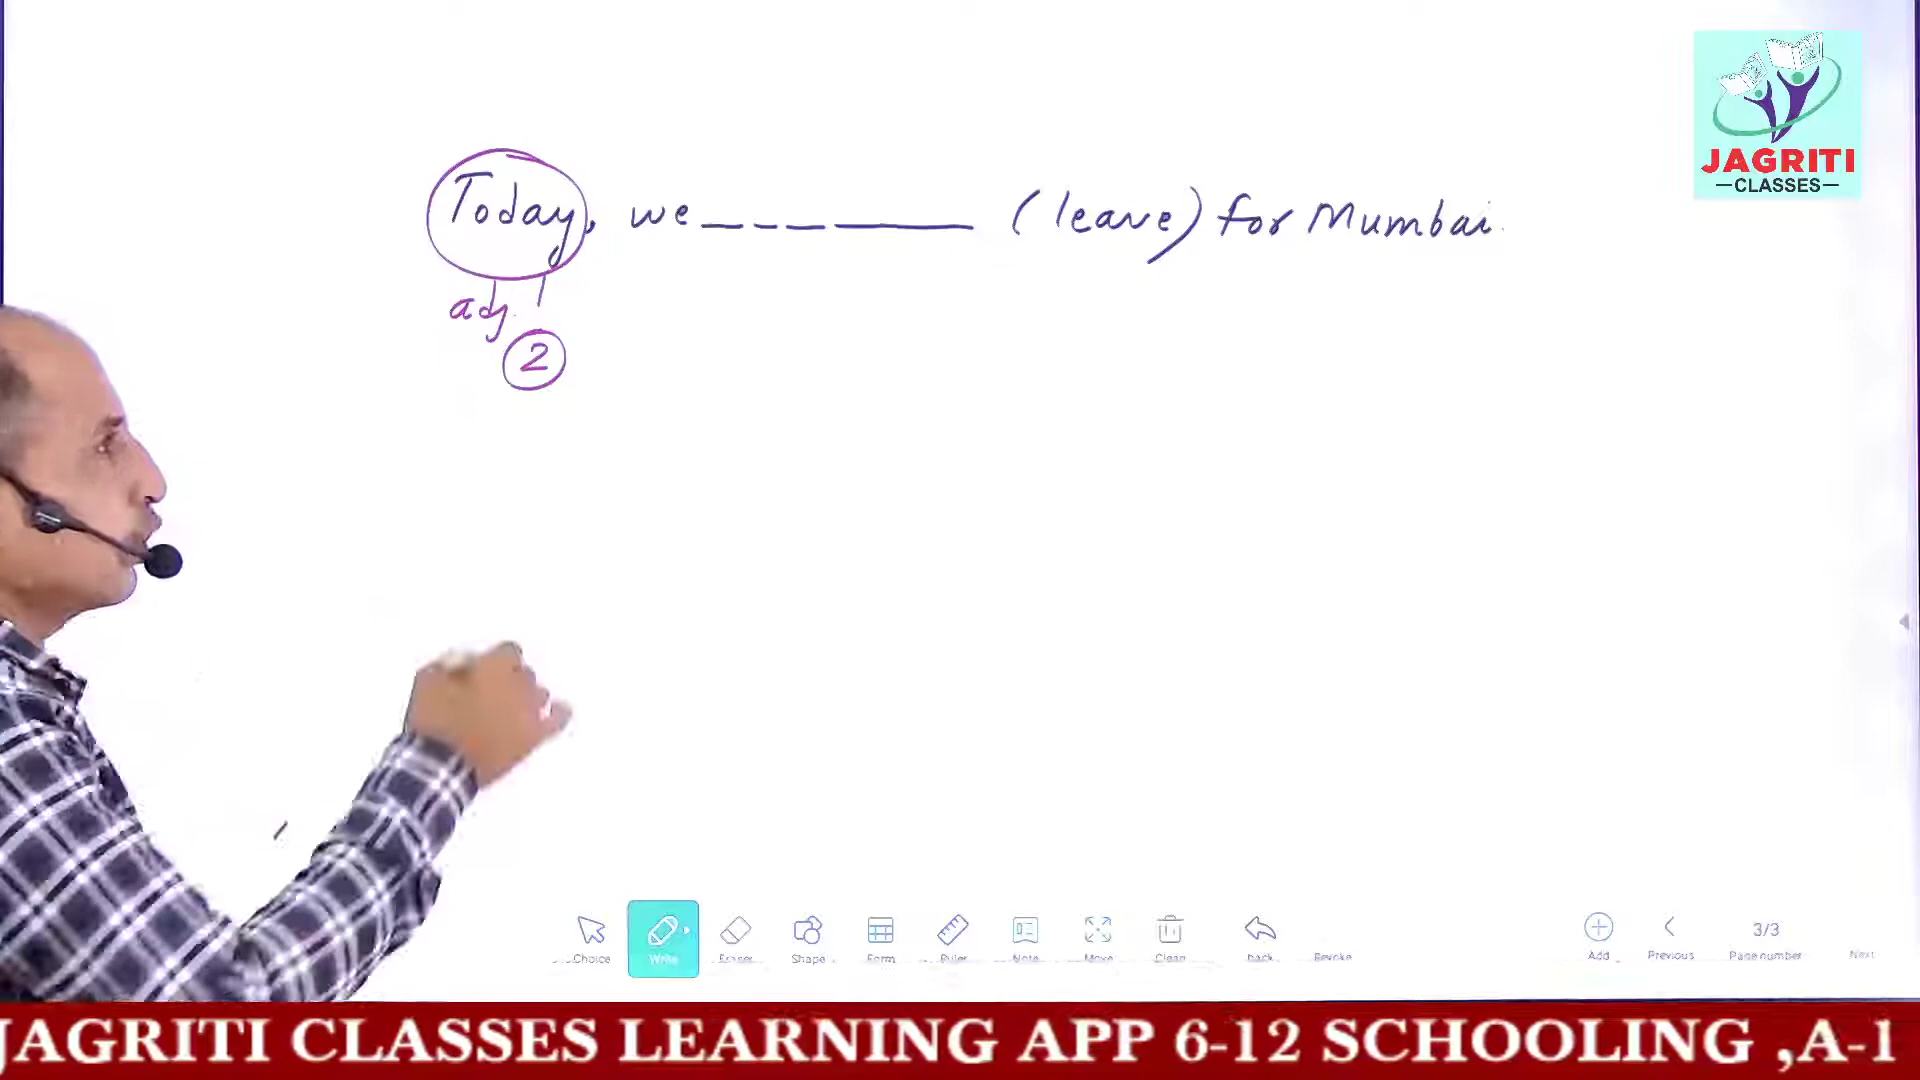 JAGRITI
—CLASSES—
Today, we _ _ _ ____ (leave) for Mumbai.
adj.
2
Choice Write Eraser Shape Form Ruler Note Move Clean back Revoke Add Previous 3/3 Page number Next
JAGRITI CLASSES LEARNING APP 6-12 SCHOOLING ,A-1